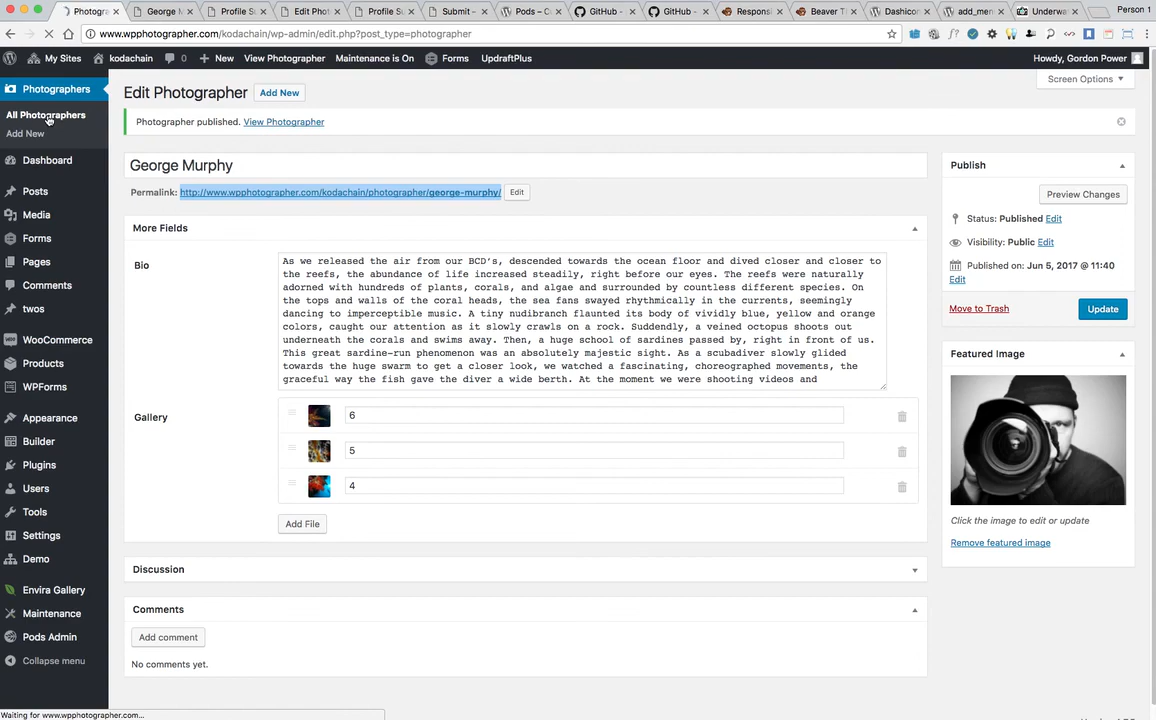 Photogra
George M
Profile Su
Edit Phot
Profile Su
Submit –
Pods – C
GitHub -
GitHub -
Responsi
Beaver T
Dashicon
add_men
Underwa
Person 1
www.wpphotographer.com/kodachain/wp-admin/edit.php?post_type=photographer
My Sites
kodachain
0
+ New
View Photographer
Maintenance is On
Forms
UpdraftPlus
Howdy, Gordon Power
Photographers
All Photographers
Add New
Dashboard
Posts
Media
Forms
Pages
Comments
twos
WooCommerce
Products
WPForms
Appearance
Builder
Plugins
Users
Tools
Settings
Demo
Envira Gallery
Maintenance
Pods Admin
Collapse menu
Screen Options
Edit Photographer
Add New
Photographer published. View Photographer
George Murphy
Permalink: http://www.wpphotographer.com/kodachain/photographer/george-murphy/ Edit
More Fields
Bio
As we released the air from our BCD's, descended towards the ocean floor and dived closer and closer to
the reefs, the abundance of life increased steadily, right before our eyes. The reefs were naturally
adorned with hundreds of plants, corals, and algae and surrounded by countless different species. On
the tops and walls of the coral heads, the sea fans swayed rhythmically in the currents, seemingly
dancing to imperceptible music. A tiny nudibranch flaunted its body of vividly blue, yellow and orange
colors, caught our attention as it slowly crawls on a rock. Suddenly, a veined octopus shoots out
underneath the corals and swims away. Then, a huge school of sardines passed by, right in front of us.
This great sardine-run phenomenon was an absolutely majestic sight. As a scubadiver slowly glided
towards the huge swarm to get a closer look, we watched a fascinating, choreographed movements, the
graceful way the fish gave the diver a wide berth. At the moment we were shooting videos and
Gallery
6
5
4
Add File
Discussion
Comments
Add comment
No comments yet.
Publish
Preview Changes
Status: Published Edit
Visibility: Public Edit
Published on: Jun 5, 2017 @ 11:40
Edit
Move to Trash
Update
Featured Image
Click the image to edit or update
Remove featured image
Waiting for www.wpphotographer.com...